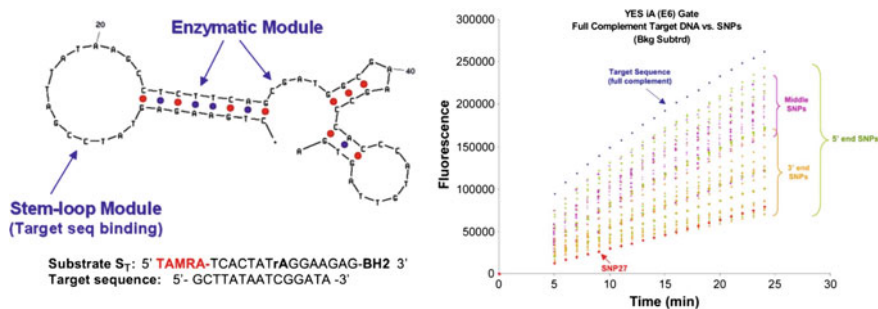 20
Enzymatic Module
40
Stem-loop Module
(Target seq binding)
Substrate ST: 5' TAMRA-TCACTATrAGGAAGAG-BH2 3'
Target sequence: 5'- GCTTATAATCGGATA -3'
YES iA (E6) Gate
Full Complement Target DNA vs. SNPs
(Bkg Subtrd)
Fluorescence
300000
250000
200000
150000
100000
50000
0
Target Sequence
(full complement)
Middle
SNPs
5' end SNPs
3' end
SNPs
SNP27
0
5
10
15
20
25
30
Time (min)